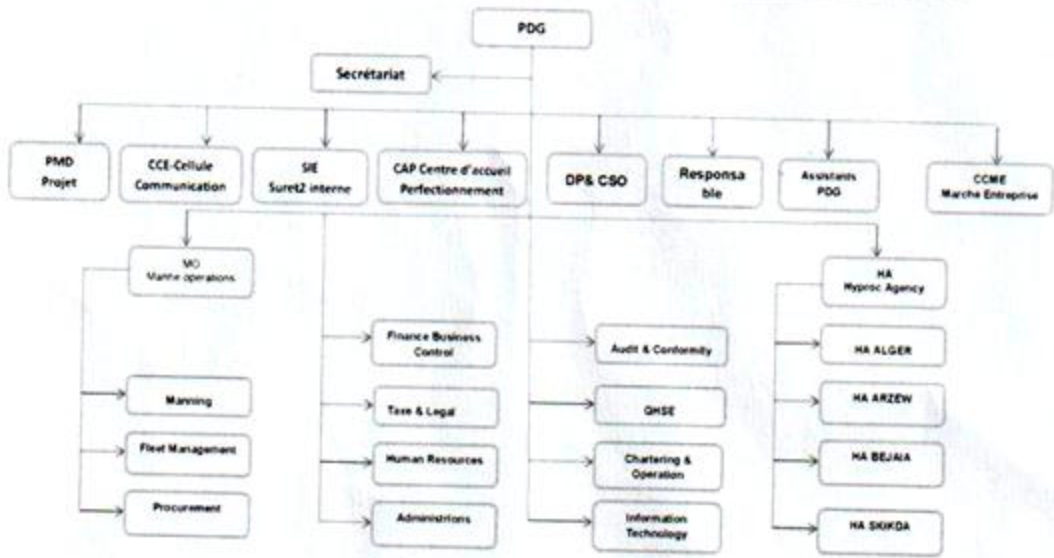 PDG
Secrétariat
PMD
Projet
CCE-Cellule
Communication
SIE
Suret2 interne
CAP Centre d'accueil
Perfectionnement
DP& CSO
Responsa
ble
Assistants
PDG
CCME
Marche Entreprise
MO
Marine operations
HA
Hyproc Agency
Finance Business
Control
Audit & Conformity
HA ALGER
Manning
Taxe & Legal
QHSE
HA ARZEW
Fleet Management
Human Resources
Chartering &
Operation
HA BEJAIA
Procurement
Administrions
Information
Technology
HA SKIKDA